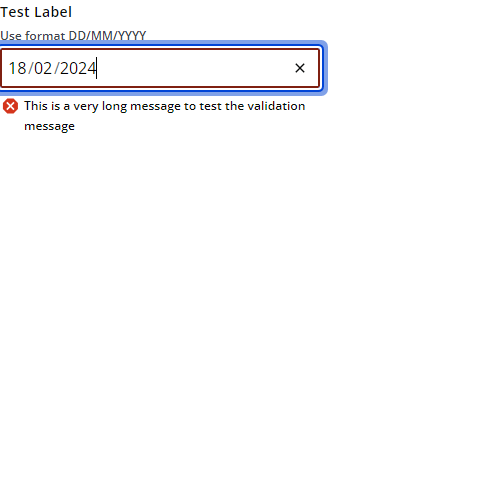 Test Label
Use format DD/MM/YYYY
18/02/2024
This is a very long message to test the validation
message